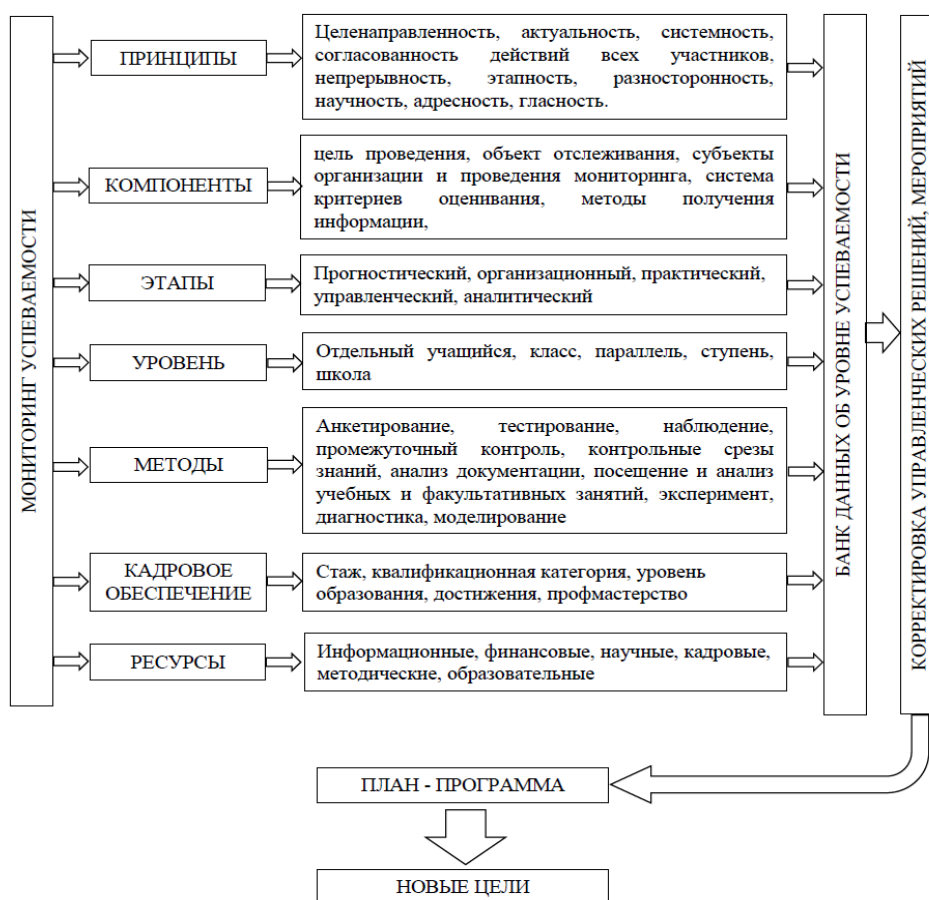 МОНИТОРИНГ УСПЕВАЕМОСТИ
ПРИНЦИПЫ
Целенаправленность, актуальность, системность,
согласованность действий всех участников,
непрерывность, этапность, разносторонность,
научность, адресность, гласность.
КОМПОНЕНТЫ
цель проведения, объект отслеживания, субъекты
организации и проведения мониторинга, система
критериев оценивания, методы получения
информации,
ЭТАПЫ
Прогностический, организационный, практический,
управленческий, аналитический
УРОВЕНЬ
Отдельный учащийся, класс, параллель, ступень,
школа
МЕТОДЫ
Анкетирование, тестирование, наблюдение,
промежуточный контроль, контрольные срезы
знаний, анализ документации, посещение и анализ
учебных и факультативных занятий, эксперимент,
диагностика, моделирование
КАДРОВОЕ
ОБЕСПЕЧЕНИЕ
Стаж, квалификационная категория, уровень
образования, достижения, профмастерство
РЕСУРСЫ
Информационные, финансовые, научные, кадровые,
методические, образовательные
БАНК ДАННЫХ ОБ УРОВНЕ УСПЕВАЕМОСТИ
КОРРЕКТИРОВКА УПРАВЛЕНЧЕСКИХ РЕШЕНИЙ, МЕРОПРИЯТИЙ
ПЛАН - ПРОГРАММА
НОВЫЕ ЦЕЛИ